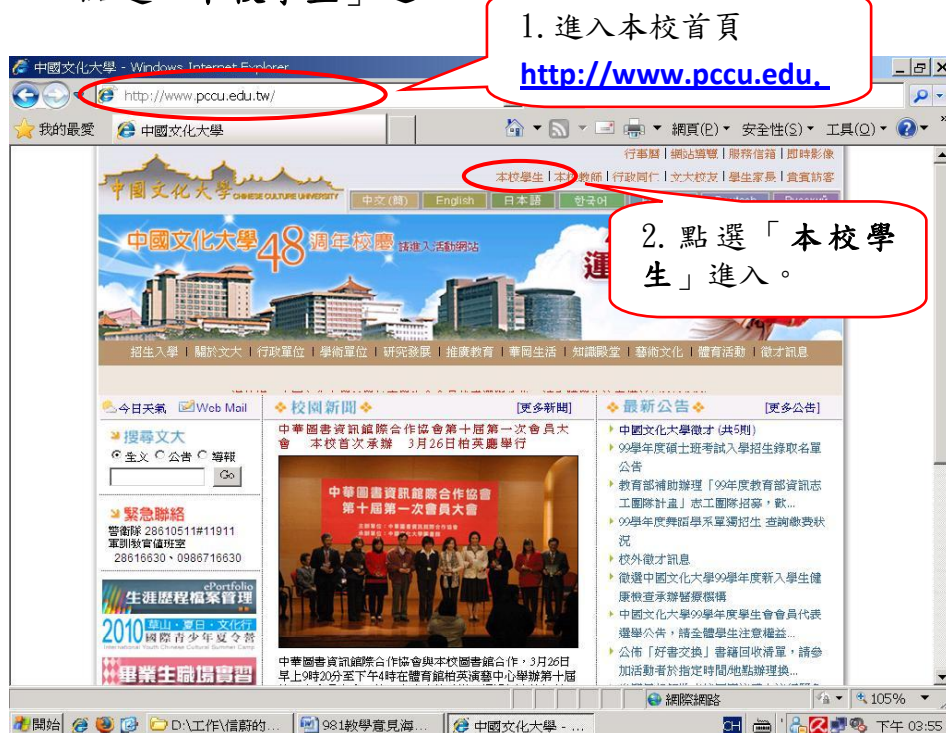 1. 進入本校首頁
http://www.pccu.edu.
中國文化大學 - Windows Internet Explorer
http://www.pccu.edu.tw/
我的最愛 中國文化大學 網頁(P) 安全性(S) 工具(O)
行事曆 | 網站導覽 | 服務信箱 | 即時影像
本校學生 | 本校教師 | 行政同仁 | 文大校友 | 學生家長 | 貴賓訪客
中國文化大學 CHINESE CULTURE UNIVERSITY
中文(簡) English 日本語 한국어
2. 點選「本校學
生」進入。
中國文化大學48週年校慶 請進入活動網站
運
招生入學 | 關於文大 | 行政單位 | 學術單位 | 研究發展 | 推廣教育 | 華岡生活 | 知識殿堂 | 藝術文化 | 體育活動 | 徵才訊息
今日天氣 Web Mail
搜尋文大
全文 公告 導報
Go
緊急聯絡
警衛隊 28610511#11911
軍訓教官值班室
28616630、0986716630
ePortfolio
生涯歷程檔案管理
2010 草山・夏日・文化行
國際青少年夏令營
International Youth Chinese Cultural Summer Camp
畢業生職場實習
校園新聞 [更多新聞]
中華圖書資訊館際合作協會第十屆第一次會員大
會 本校首次承辦 3月26日柏英廳舉行
中華圖書資訊館際合作協會
第十屆第一次會員大會
中華圖書資訊館際合作協會與本校圖書館合作，3月26日
早上9時20分至下午4時在體育館柏英演藝中心舉辦第十屆
最新公告 [更多公告]
中國文化大學徵才 (共5則)
99學年度碩士班考試入學招生錄取名單
公告
教育部補助辦理「99年度教育部資訊志
工團隊計畫」志工團隊招募，歡...
99學年度舞蹈學系單獨招生 查詢繳費狀
況
校外徵才訊息
徵選中國文化大學99學年度新入學生健
康檢查承辦醫療機構
中國文化大學99學年度學生會會員代表
選舉公告，請全體學生注意權益...
公佈「好書交換」書籍回收清單，請參
加活動者於指定時間/地點辦理換...
網際網路 105%
開始 D:\工作\信蔚的... 981教學意見海... 中國文化大學 - ... CH 下午 03:55